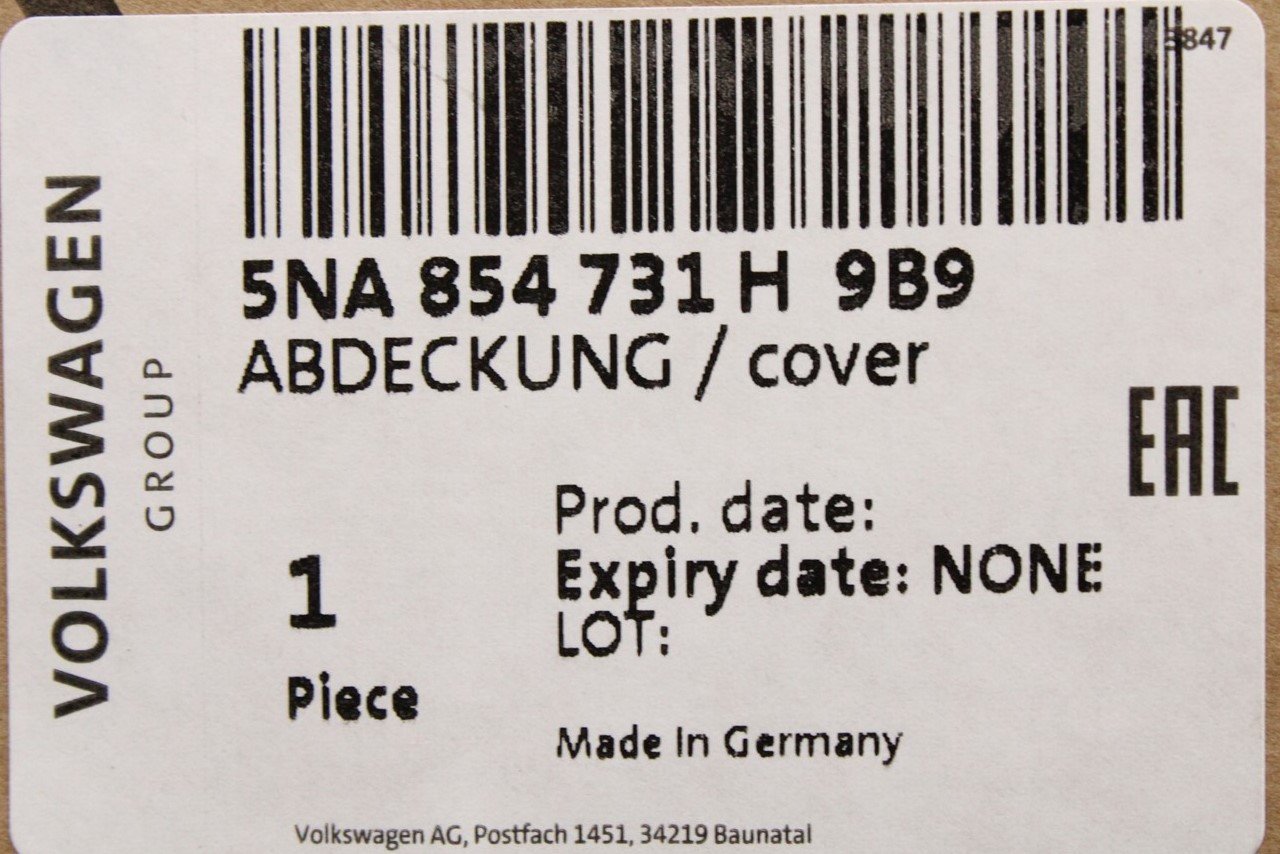 VOLKSWAGEN
GROUP
5NA 854 731 H 9B9
ABDECKUNG / cover
EAC
Prod. date:
Expiry date: NONE
LOT:
1
Piece
Made In Germany
Volkswagen AG, Postfach 1451, 34219 Baunatal